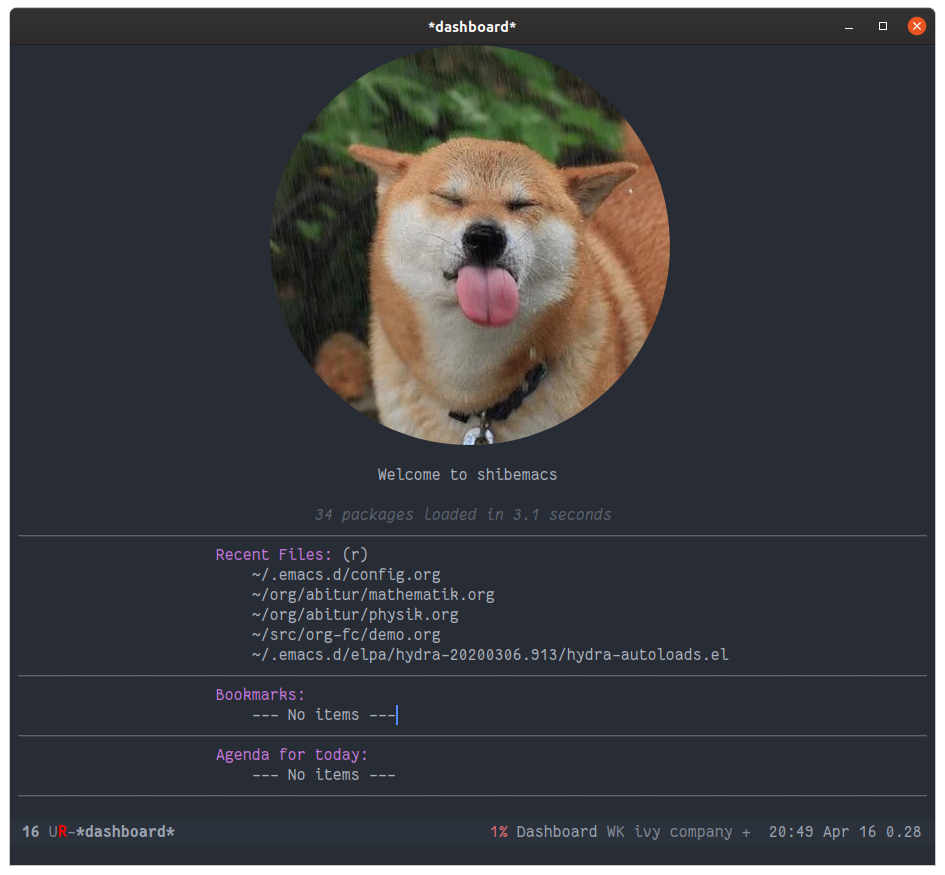 *dashboard*
Welcome to shibemacs
34 packages loaded in 3.1 seconds
Recent Files: (r)
~/.emacs.d/config.org
~/org/abitur/mathematik.org
~/org/abitur/physik.org
~/src/org-fc/demo.org
~/.emacs.d/elpa/hydra-20200306.913/hydra-autoloads.el
Bookmarks:
--- No items ---
Agenda for today:
--- No items ---
16 UR-*dashboard* 1% Dashboard WK ivy company + 20:49 Apr 16 0.28